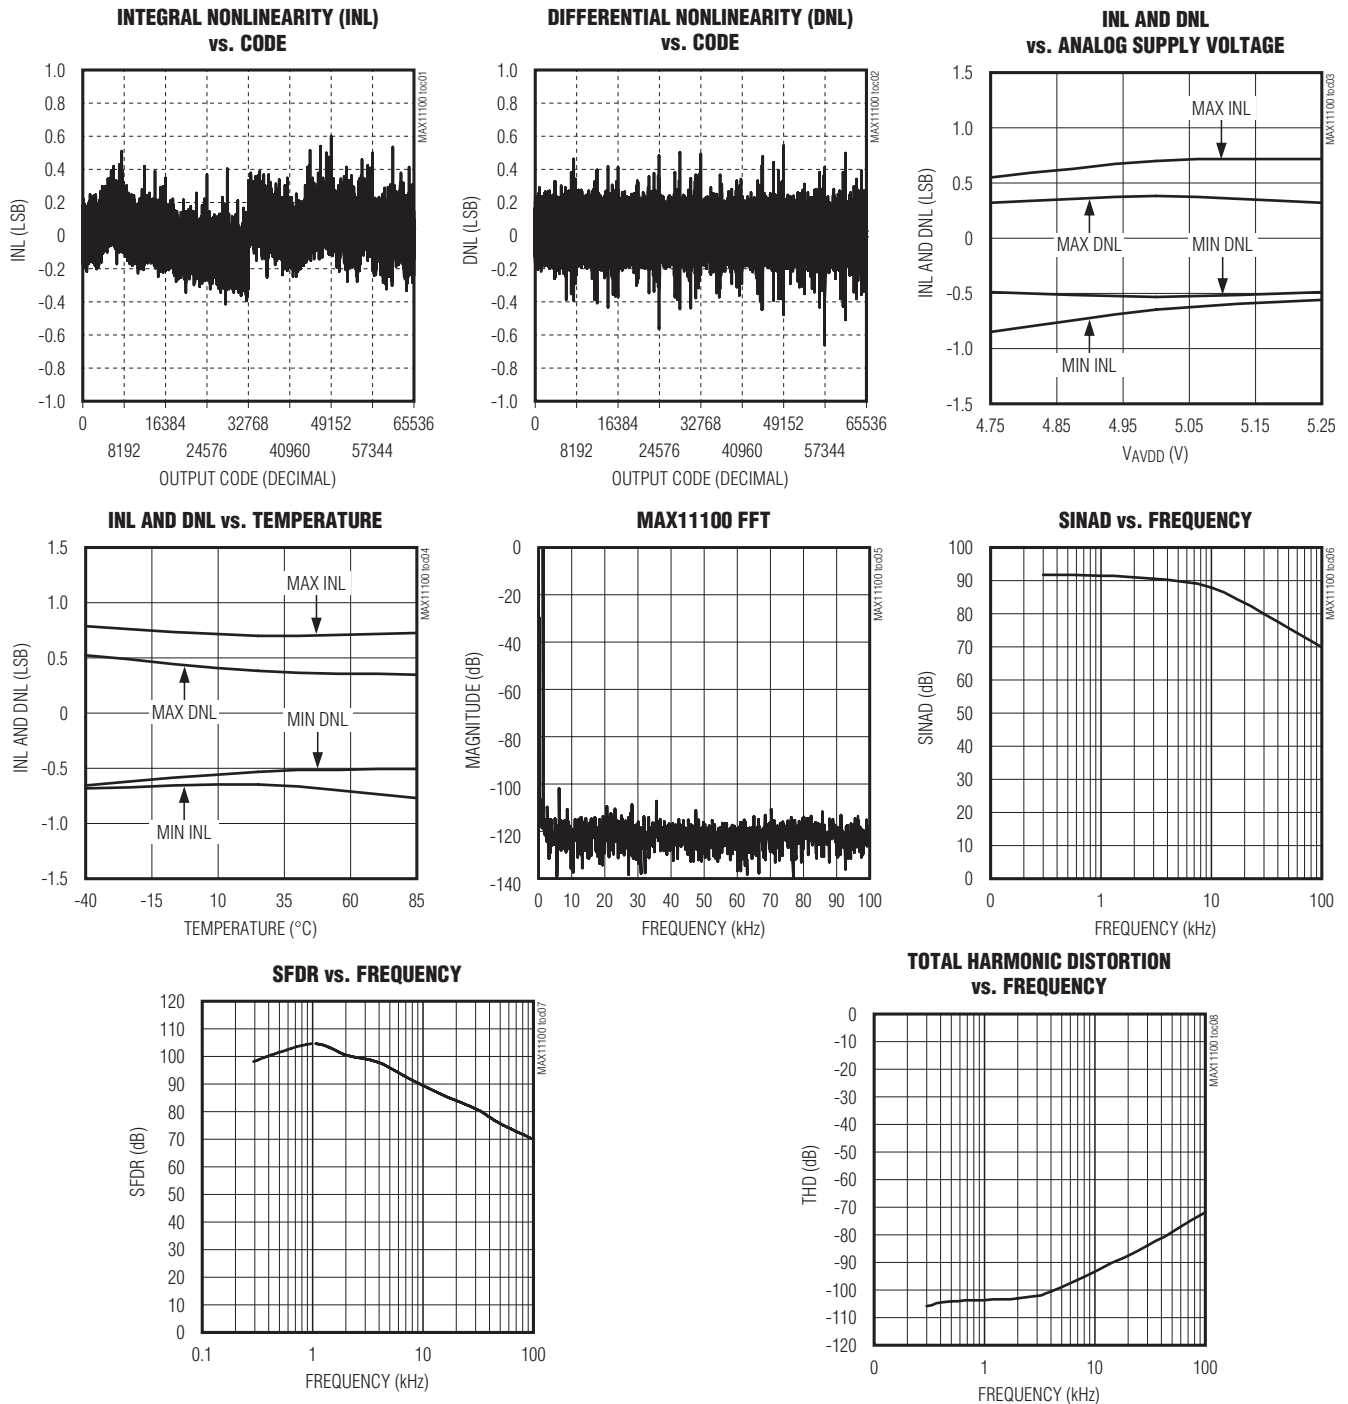 INTEGRAL NONLINEARITY (INL)
vs. CODE
1.0
0.8
0.6
0.4
0.2
0
-0.2
-0.4
-0.6
-0.8
-1.0
INL (LSB)
MAX11100 toc01
0 16384 32768 49152 65536
8192 24576 40960 57344
OUTPUT CODE (DECIMAL)
DIFFERENTIAL NONLINEARITY (DNL)
vs. CODE
1.0
0.8
0.6
0.4
0.2
0
-0.2
-0.4
-0.6
-0.8
-1.0
DNL (LSB)
MAX11100 toc02
0 16384 32768 49152 65536
8192 24576 40960 57344
OUTPUT CODE (DECIMAL)
INL AND DNL
vs. ANALOG SUPPLY VOLTAGE
1.5
1.0
0.5
0
-0.5
-1.0
-1.5
INL AND DNL (LSB)
MAX11100 toc03
MAX INL
MAX DNL
MIN DNL
MIN INL
4.75 4.85 4.95 5.05 5.15 5.25
VAVDD (V)
INL AND DNL vs. TEMPERATURE
1.5
1.0
0.5
0
-0.5
-1.0
-1.5
INL AND DNL (LSB)
MAX11100 toc04
MAX INL
MAX DNL
MIN DNL
MIN INL
-40 -15 10 35 60 85
TEMPERATURE (°C)
MAX11100 FFT
0
-20
-40
-60
-80
-100
-120
-140
MAGNITUDE (dB)
MAX11100 toc05
0 10 20 30 40 50 60 70 80 90 100
FREQUENCY (kHz)
SINAD vs. FREQUENCY
100
90
80
70
60
50
40
30
20
10
0
SINAD (dB)
MAX11100 toc06
0 1 10 100
FREQUENCY (kHz)
SFDR vs. FREQUENCY
120
110
100
90
80
70
60
50
40
30
20
10
0
SFDR (dB)
MAX11100 toc07
0.1 1 10 100
FREQUENCY (kHz)
TOTAL HARMONIC DISTORTION
vs. FREQUENCY
0
-10
-20
-30
-40
-50
-60
-70
-80
-90
-100
-110
-120
THD (dB)
MAX11100 toc08
0 1 10 100
FREQUENCY (kHz)